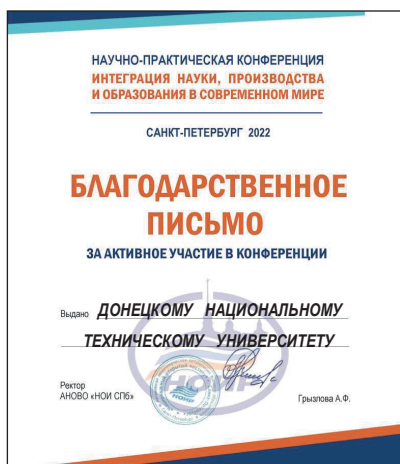 НАУЧНО-ПРАКТИЧЕСКАЯ КОНФЕРЕНЦИЯ
ИНТЕГРАЦИЯ НАУКИ, ПРОИЗВОДСТВА
И ОБРАЗОВАНИЯ В СОВРЕМЕННОМ МИРЕ
САНКТ-ПЕТЕРБУРГ 2022
БЛАГОДАРСТВЕННОЕ
ПИСЬМО
ЗА АКТИВНОЕ УЧАСТИЕ В КОНФЕРЕНЦИИ
Выдано ДОНЕЦКОМУ НАЦИОНАЛЬНОМУ
ТЕХНИЧЕСКОМУ УНИВЕРСИТЕТУ
Ректор
АНОВО «НОИ СПб»
Грызлова А.Ф.